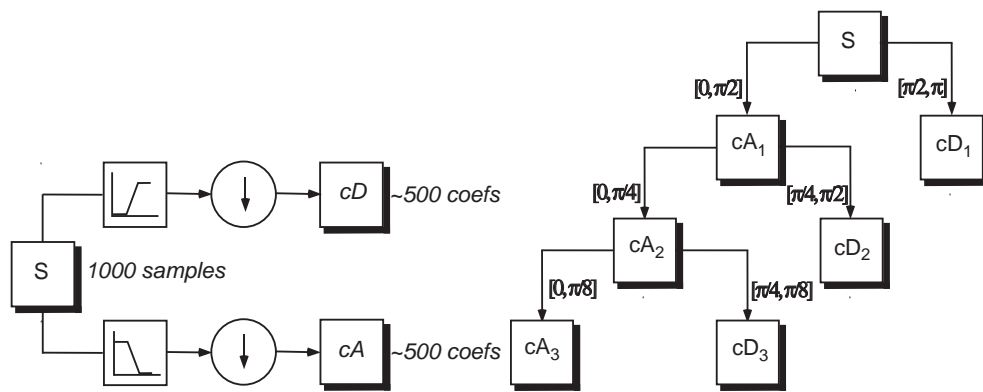 cD
~500 coefs
S
1000 samples
cA
~500 coefs
S
[0,π/2]
[π/2,π]
cA₁
cD₁
[0,π/4]
[π/4,π/2]
cA₂
cD₂
[0,π/8]
[π/4,π/8]
cA₃
cD₃